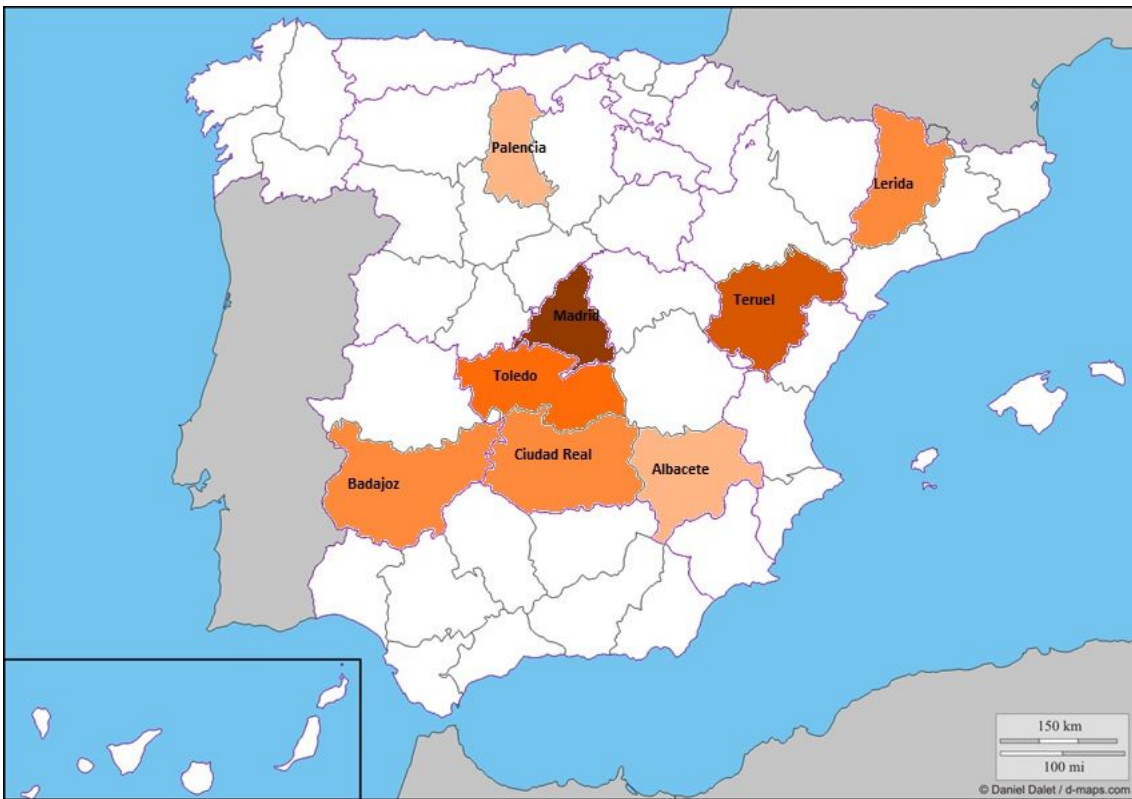 Palencia
Lerida
Teruel
Madrid
Toledo
Ciudad Real
Albacete
Badajoz
150 km
100 mi
© Daniel Dalet / d-maps.com